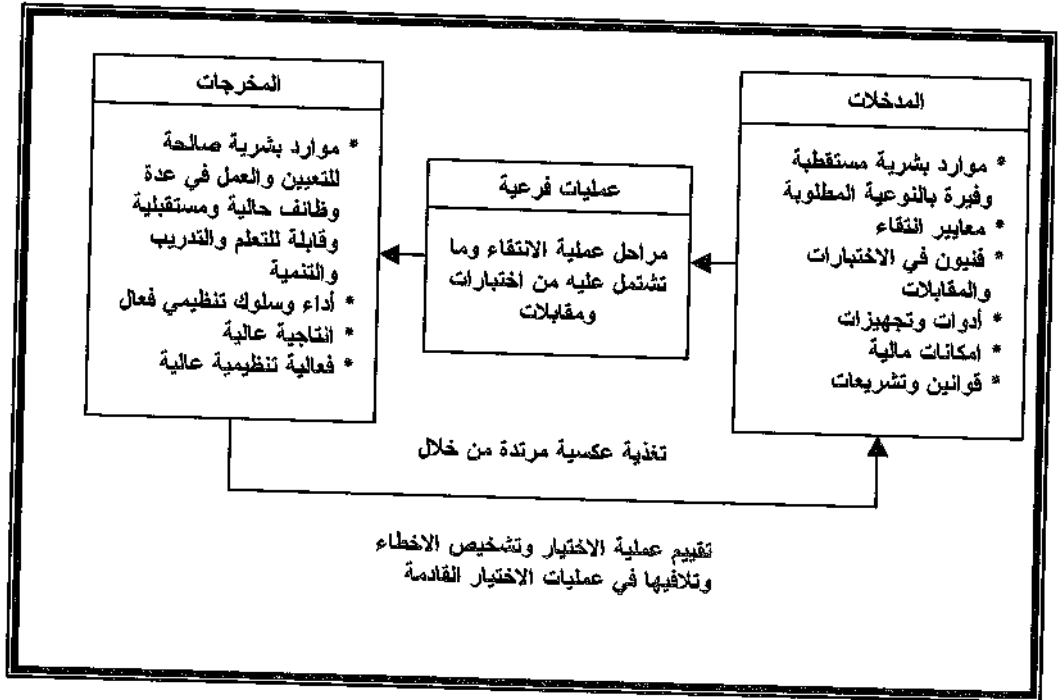 المدخلات
* موارد بشرية مستقطبة
وفيرة بالنوعية المطلوبة
* معايير انتقاء
* فنيون في الاختبارات
والمقابلات
* أدوات وتجهيزات
* امكانات مالية
* قوانين وتشريعات
عمليات فرعية
مراحل عملية الانتقاء وما
تشتمل عليه من اختبارات
ومقابلات
المخرجات
* موارد بشرية صالحة
للتعيين والعمل في عدة
وظائف حالية ومستقبلية
وقابلة للتعلم والتدريب
والتنمية
* أداء وسلوك تنظيمي فعال
* انتاجية عالية
* فعالية تنظيمية عالية
تغذية عكسية مرتدة من خلال
تقييم عملية الاختيار وتشخيص الاخطاء
وتلافيها في عمليات الاختيار القادمة